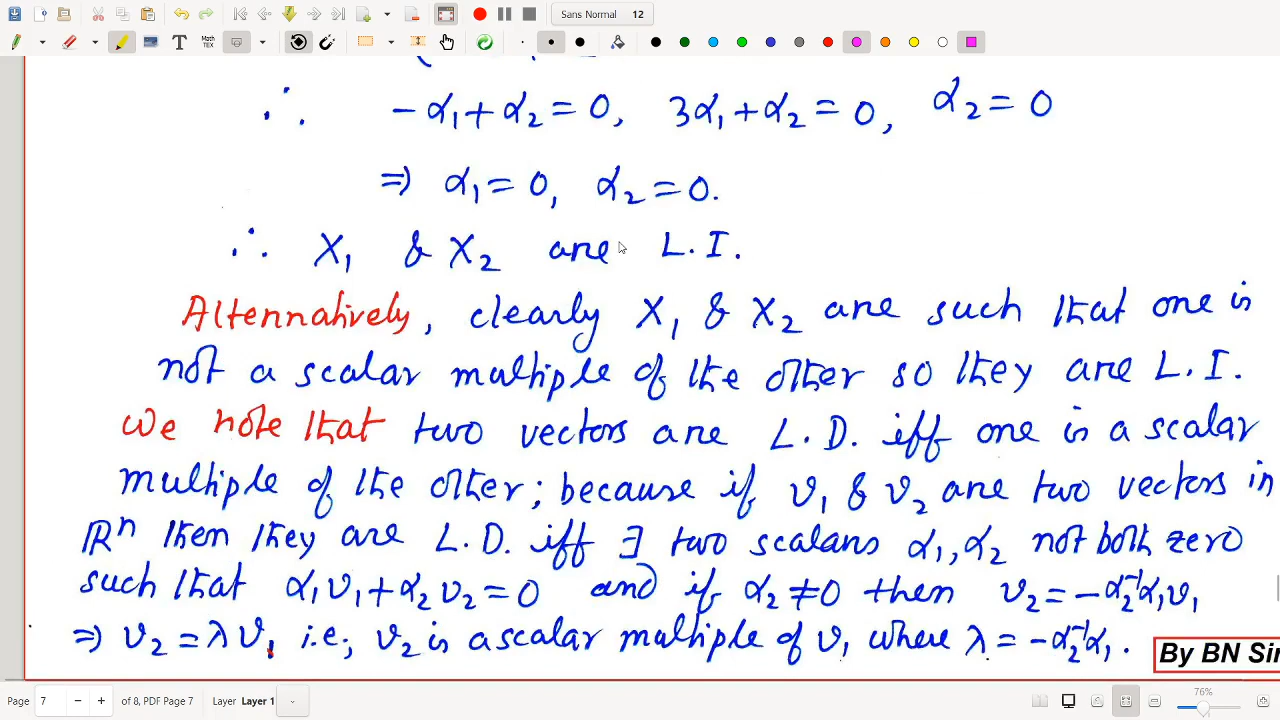 Sans Normal 12
T MATH TEX
∴ -α₁+α₂=0, 3α₁+α₂=0, α₂=0
⇒ α₁=0, α₂=0.
∴ X₁ & X₂ are L.I.
Alternatively, clearly X₁ & X₂ are such that one is
not a scalar multiple of the other so they are L.I.
We note that two vectors are L.D. iff one is a scalar
multiple of the other; because if v₁ & v₂ are two vectors in
ℝⁿ then they are L.D. iff ∃ two scalars α₁, α₂ not both zero
such that α₁v₁+α₂v₂=0 and if α₂≠0 then v₂=-α₂⁻¹α₁v₁
⇒ v₂=λv₁ i.e; v₂ is a scalar multiple of v₁ where λ=-α₂⁻¹α₁.
By BN Sin
Page 7 - + of 8, PDF Page 7 Layer Layer 1 76%